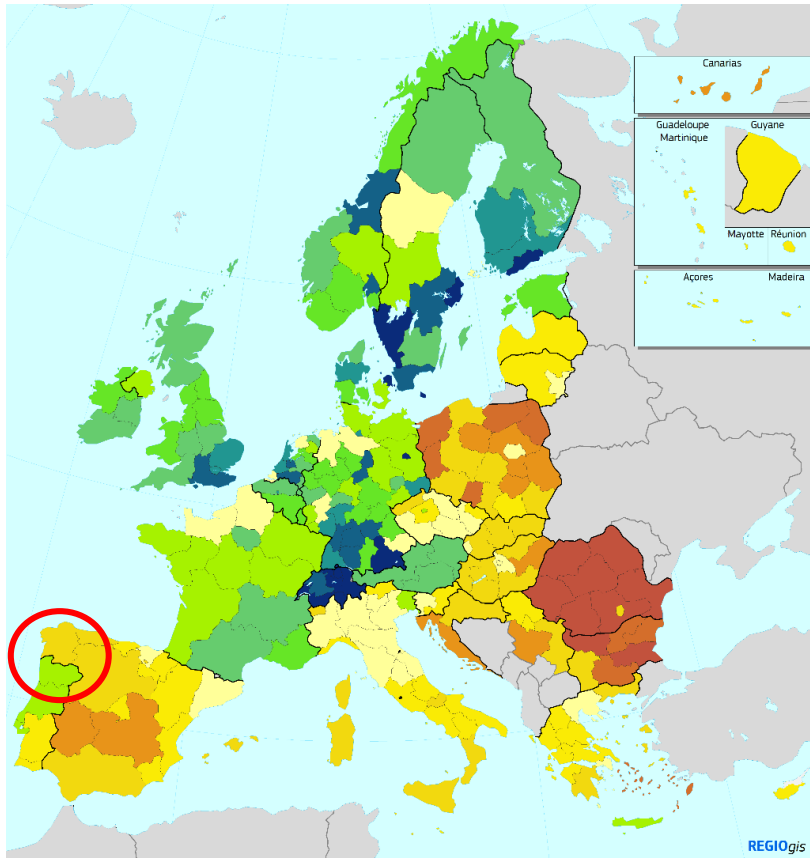 Canarias
Guadeloupe
Martinique
Guyane
Mayotte
Réunion
Açores
Madeira
REGIOgis